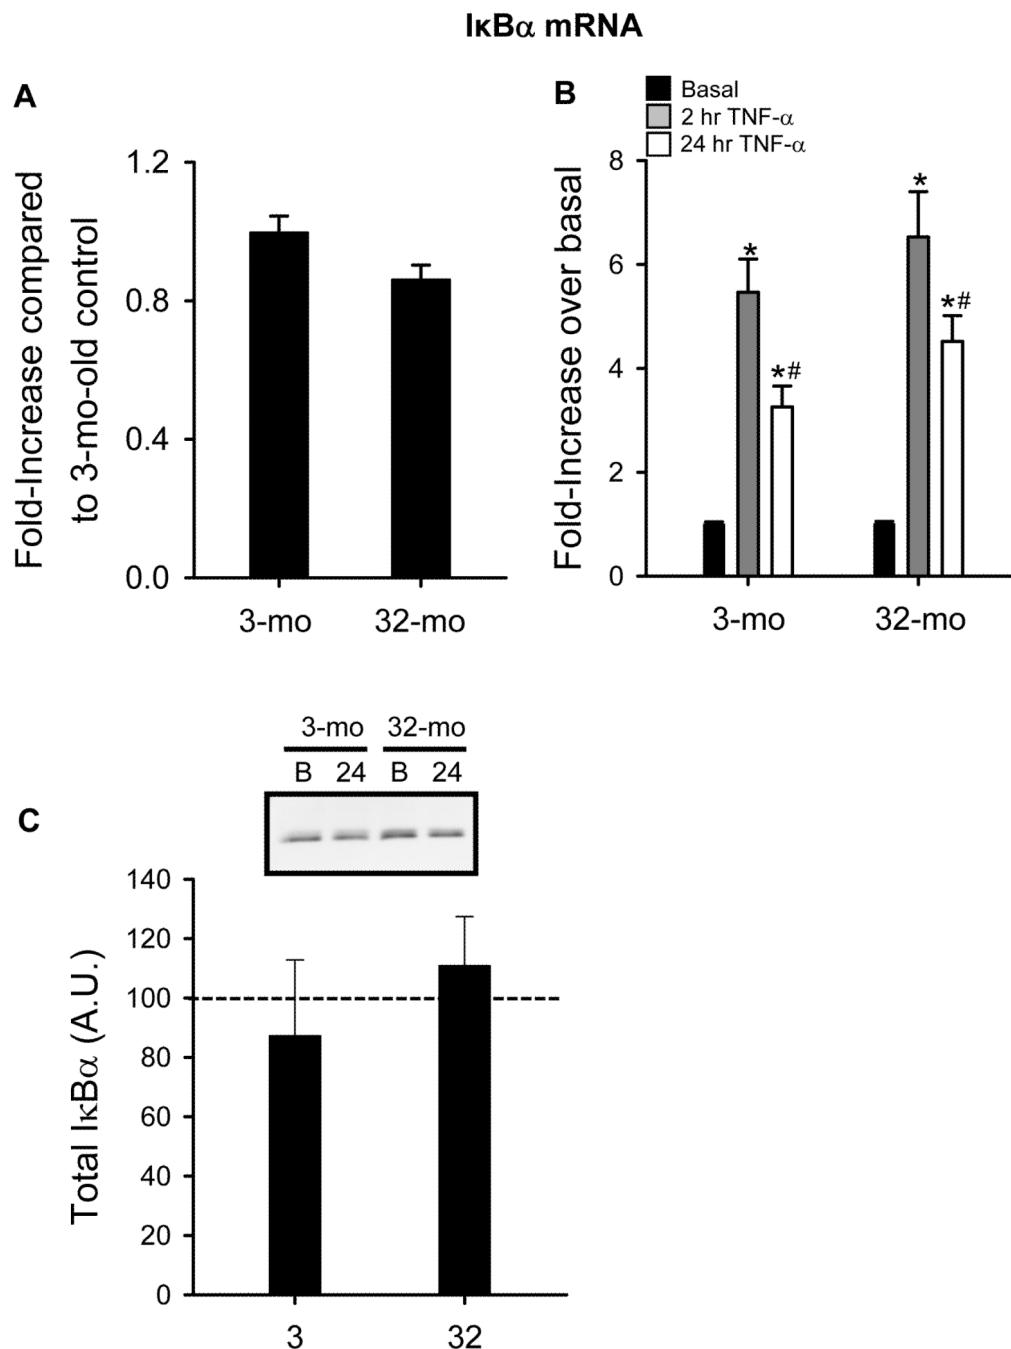 IκBα mRNA
A
Fold-Increase compared
to 3-mo-old control
1.2
0.8
0.4
0.0
3-mo 32-mo
B
Basal
2 hr TNF-α
24 hr TNF-α
Fold-Increase over basal
8
6
4
2
0
*
*#
*
*#
3-mo 32-mo
C
3-mo 32-mo
B 24 B 24
Total IκBα (A.U.)
140
120
100
80
60
40
20
0
3 32